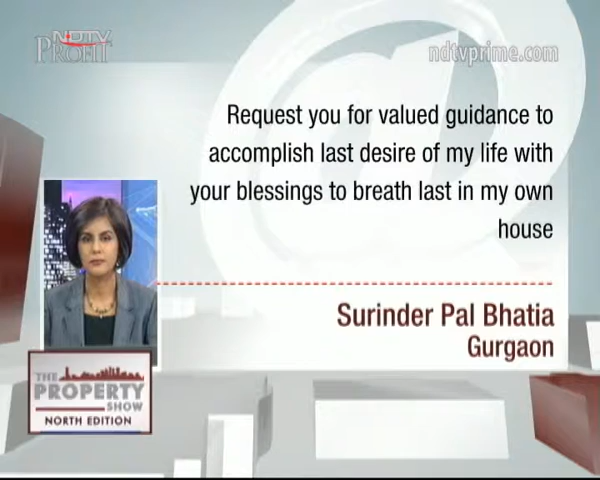 NDTV
PROFIT
ndtvprime.com
Request you for valued guidance to
accomplish last desire of my life with
your blessings to breath last in my own
house
Surinder Pal Bhatia
Gurgaon
THE
PROPERTY
SHOW
NORTH EDITION